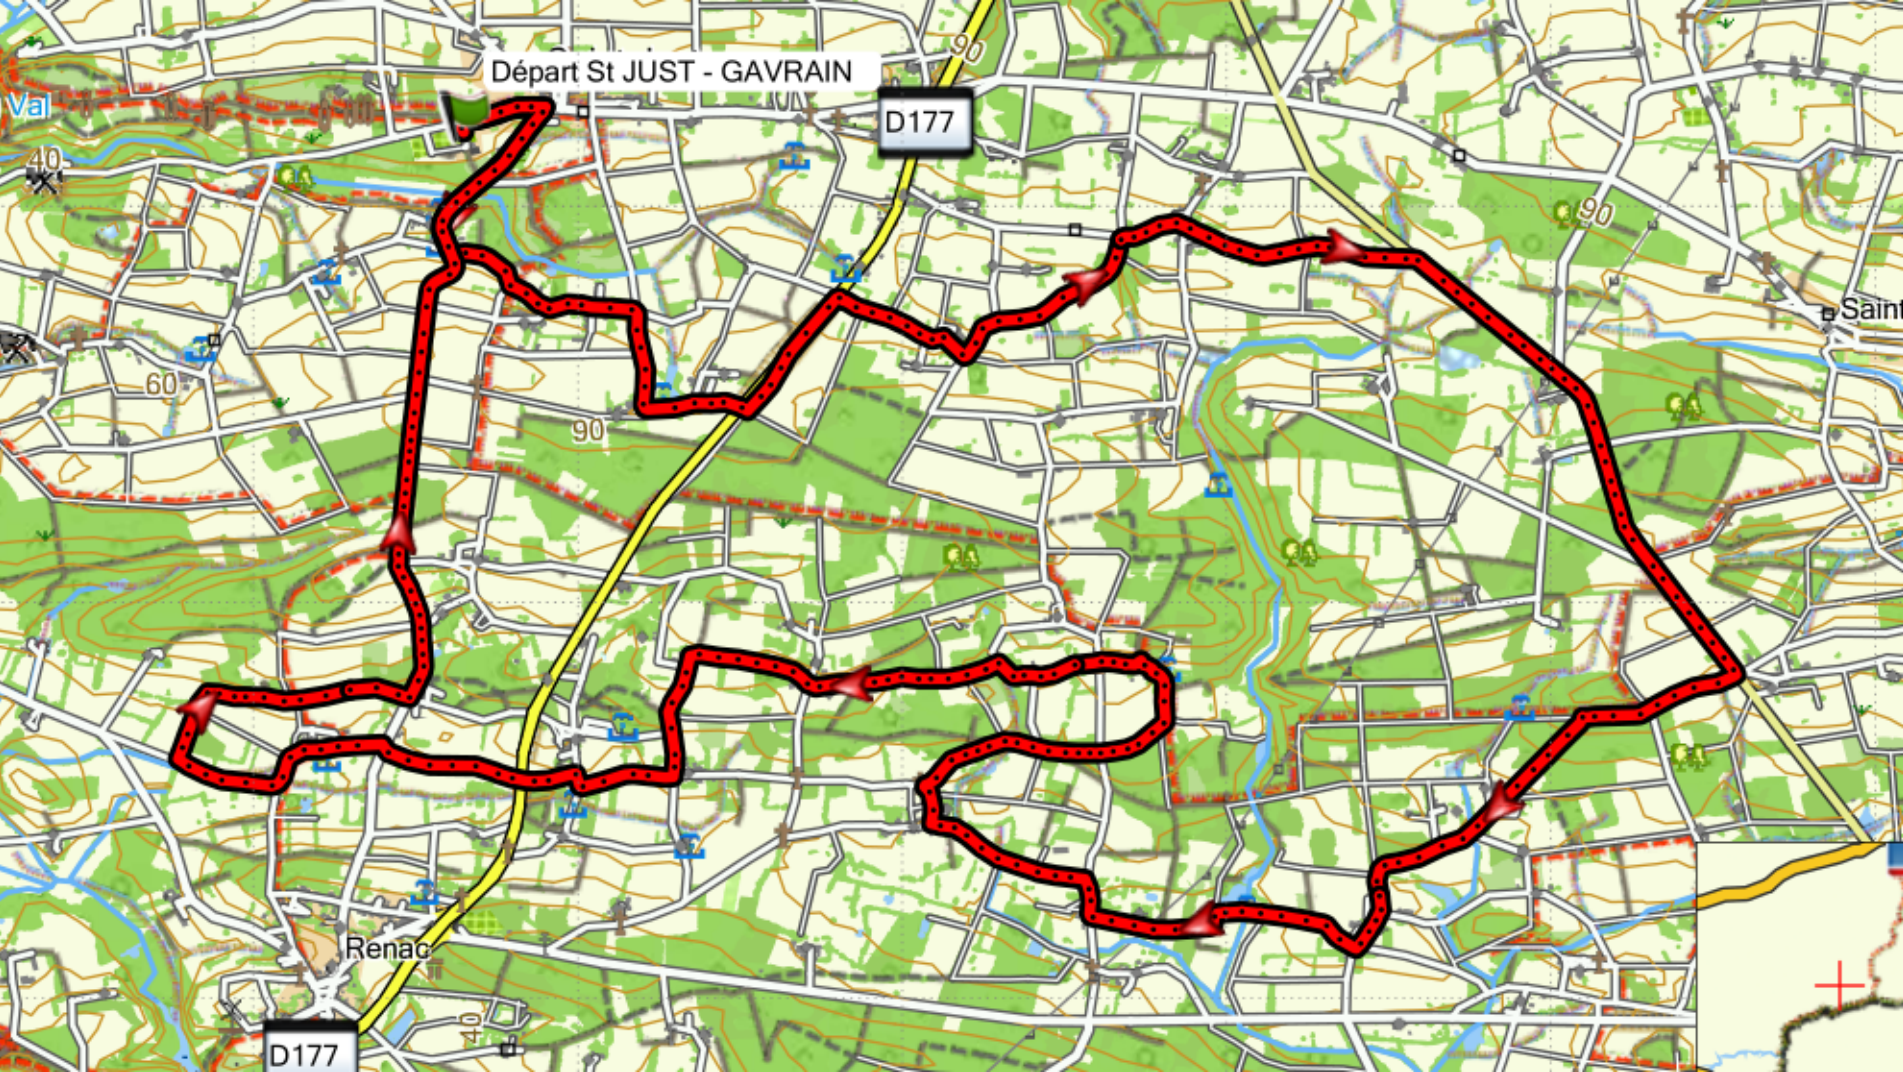 Départ St JUST - GAVRAIN
90
Val
D177
40
90
Saint
60
90
Renac
40
D177